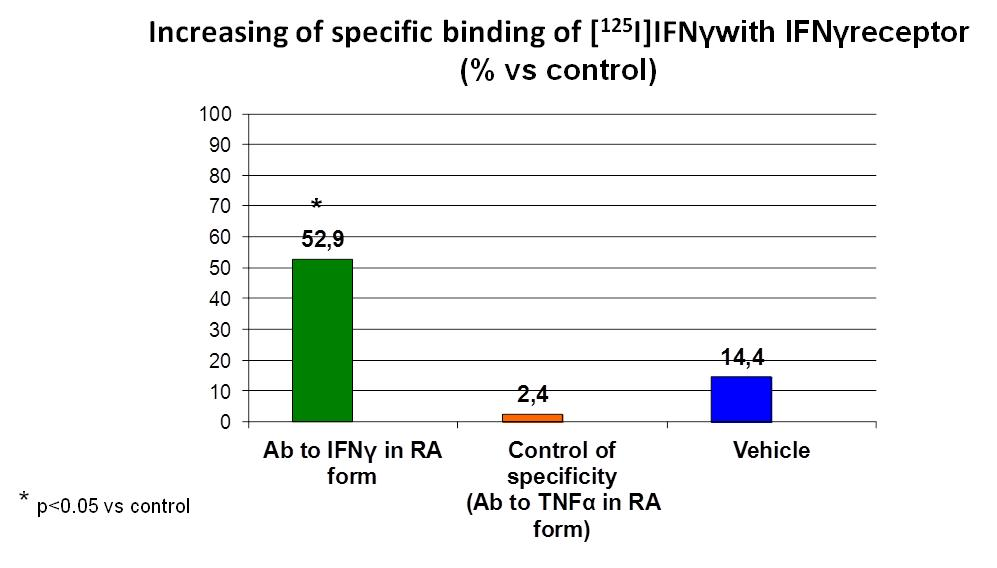 Increasing of specific binding of [125I]IFNγwith IFNγreceptor
(% vs control)
100
90
80
70
60
50
40
30
20
10
0
*
52,9
2,4
14,4
Ab to IFNγ in RA
form
Control of
specificity
(Ab to TNFα in RA
form)
Vehicle
* p<0.05 vs control